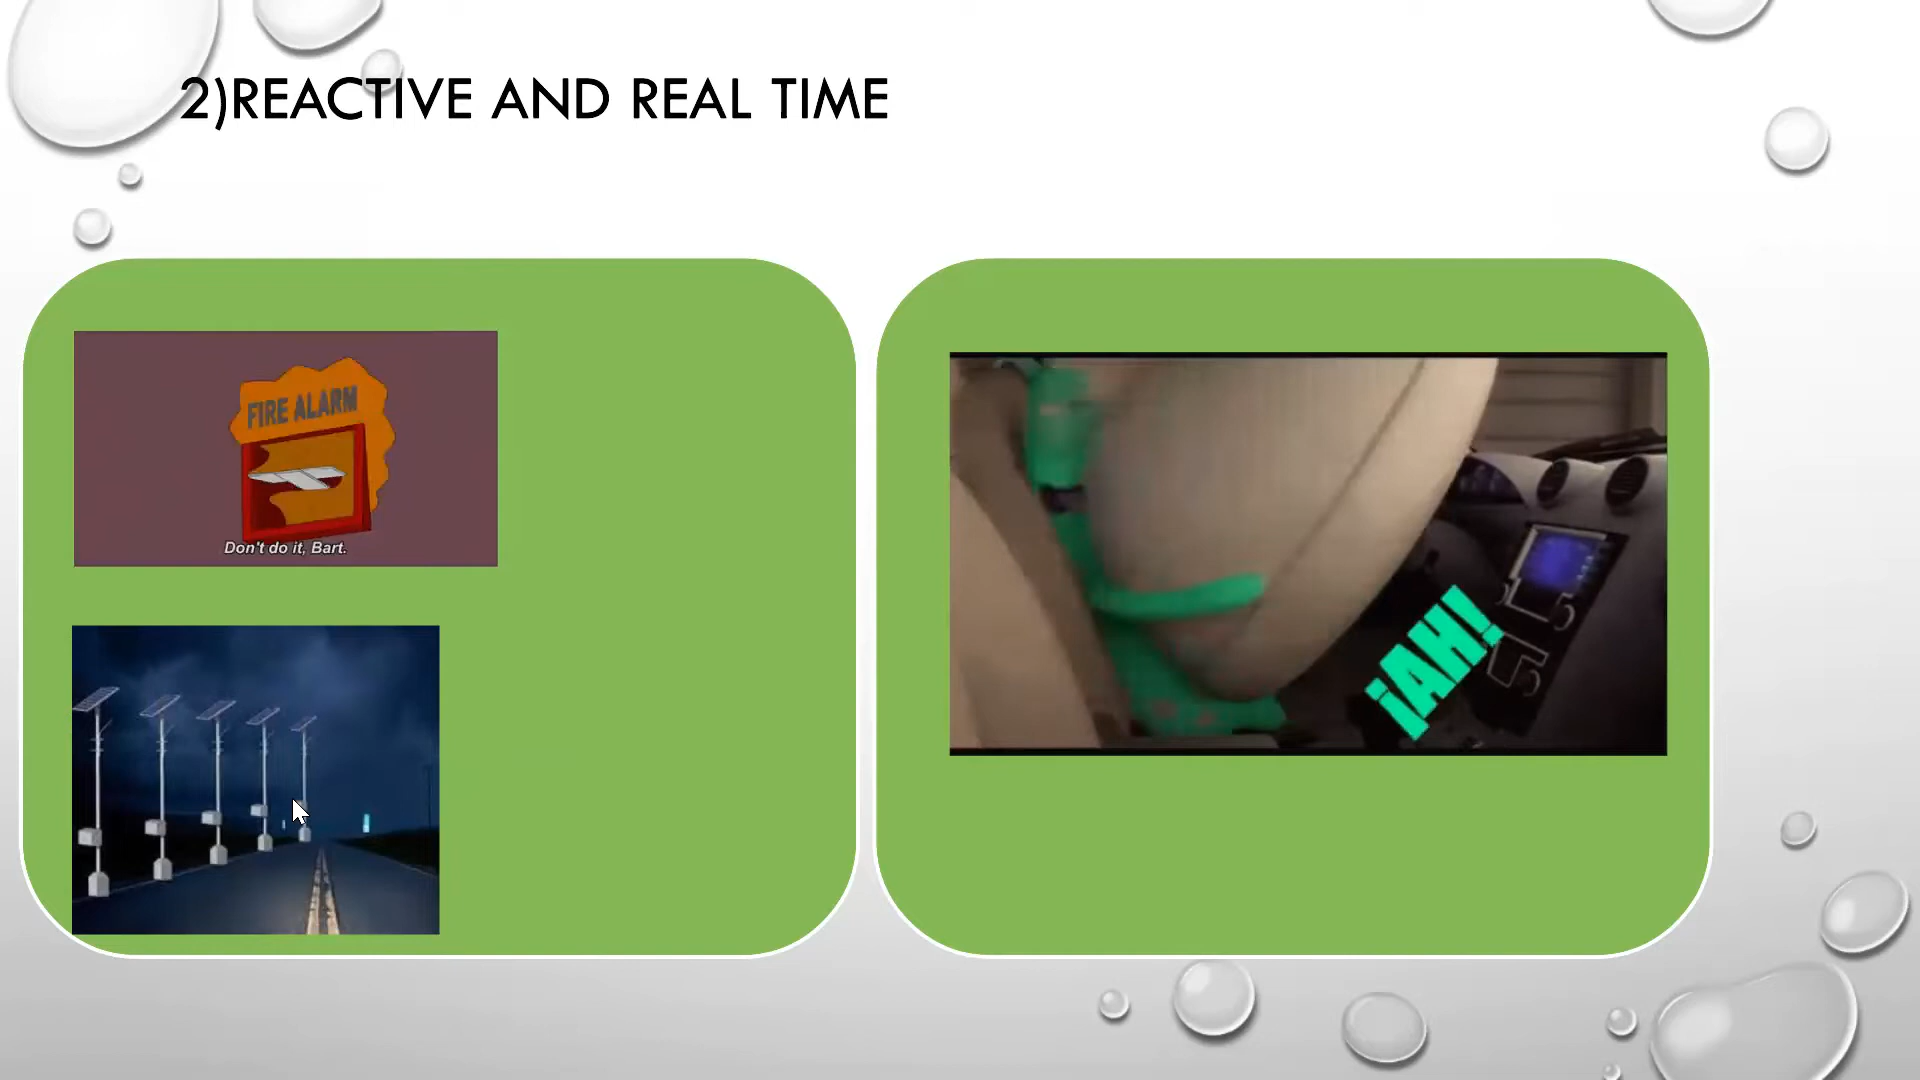 2)REACTIVE AND REAL TIME
FIRE ALARM
Don't do it, Bart.
¡AH!